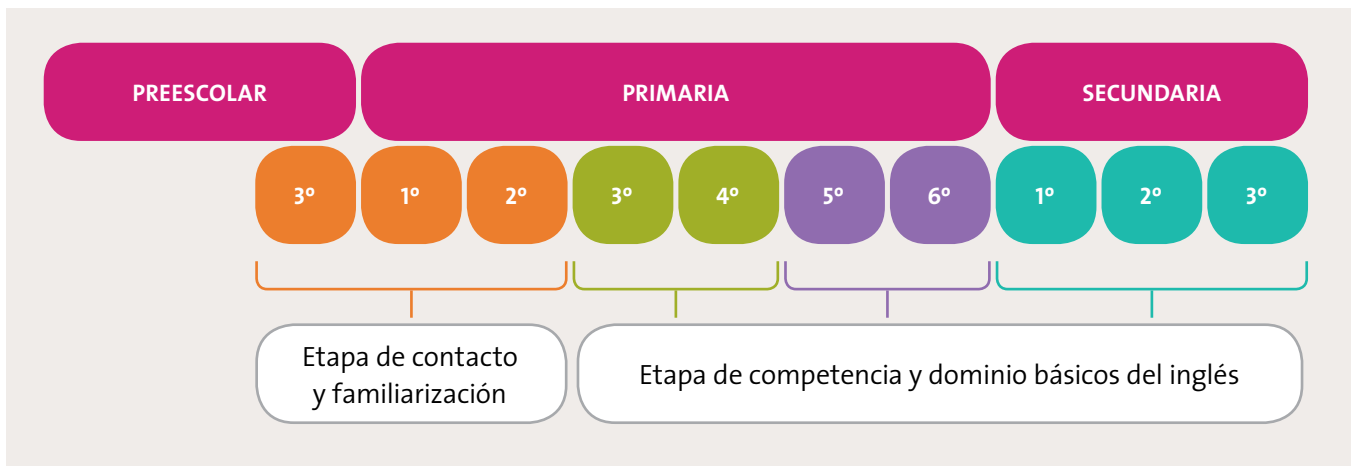 PREESCOLAR PRIMARIA SECUNDARIA
3º 1º 2º 3º 4º 5º 6º 1º 2º 3º
Etapa de contacto
y familiarización
Etapa de competencia y dominio básicos del inglés